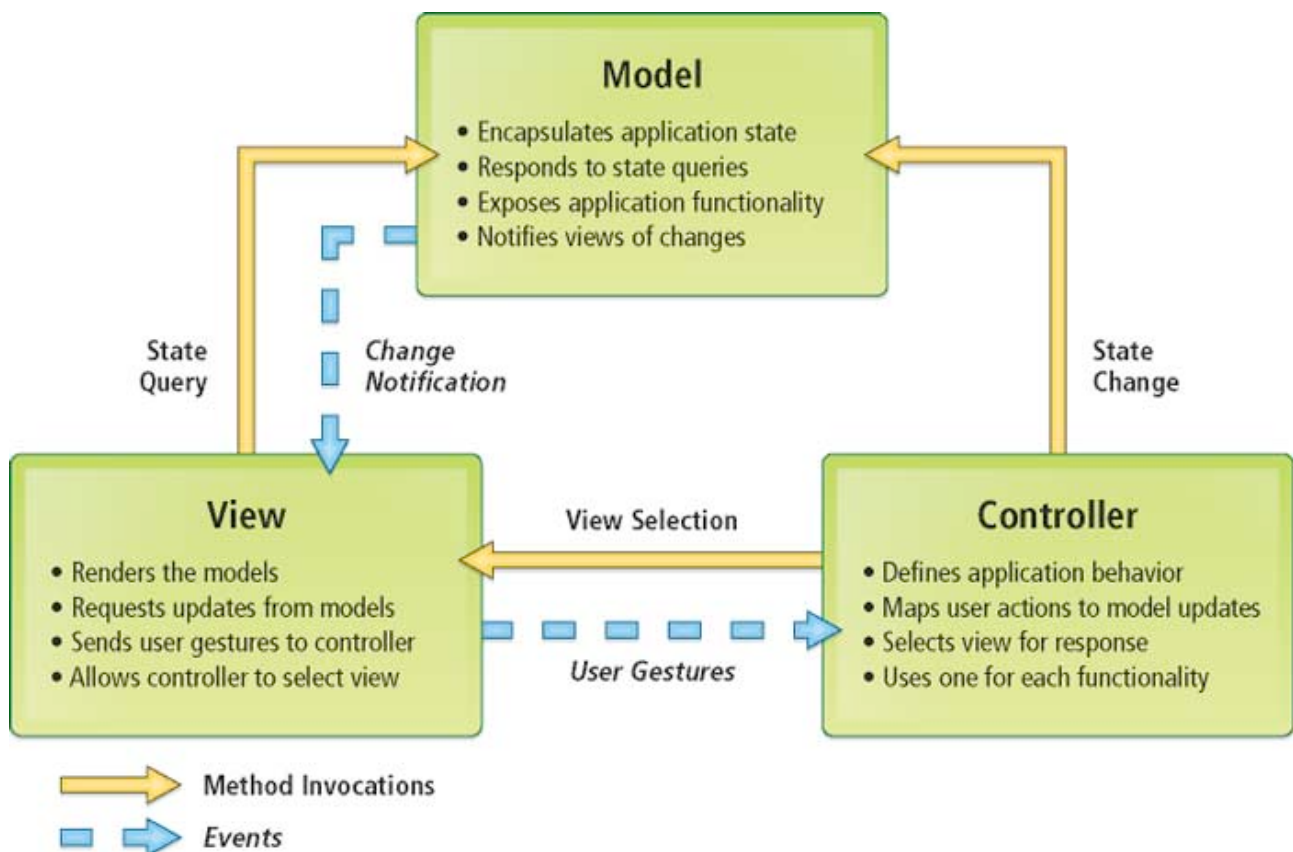 Model
• Encapsulates application state
• Responds to state queries
• Exposes application functionality
• Notifies views of changes
State
Query
Change
Notification
State
Change
View
• Renders the models
• Requests updates from models
• Sends user gestures to controller
• Allows controller to select view
View Selection
User Gestures
Controller
• Defines application behavior
• Maps user actions to model updates
• Selects view for response
• Uses one for each functionality
Method Invocations
Events